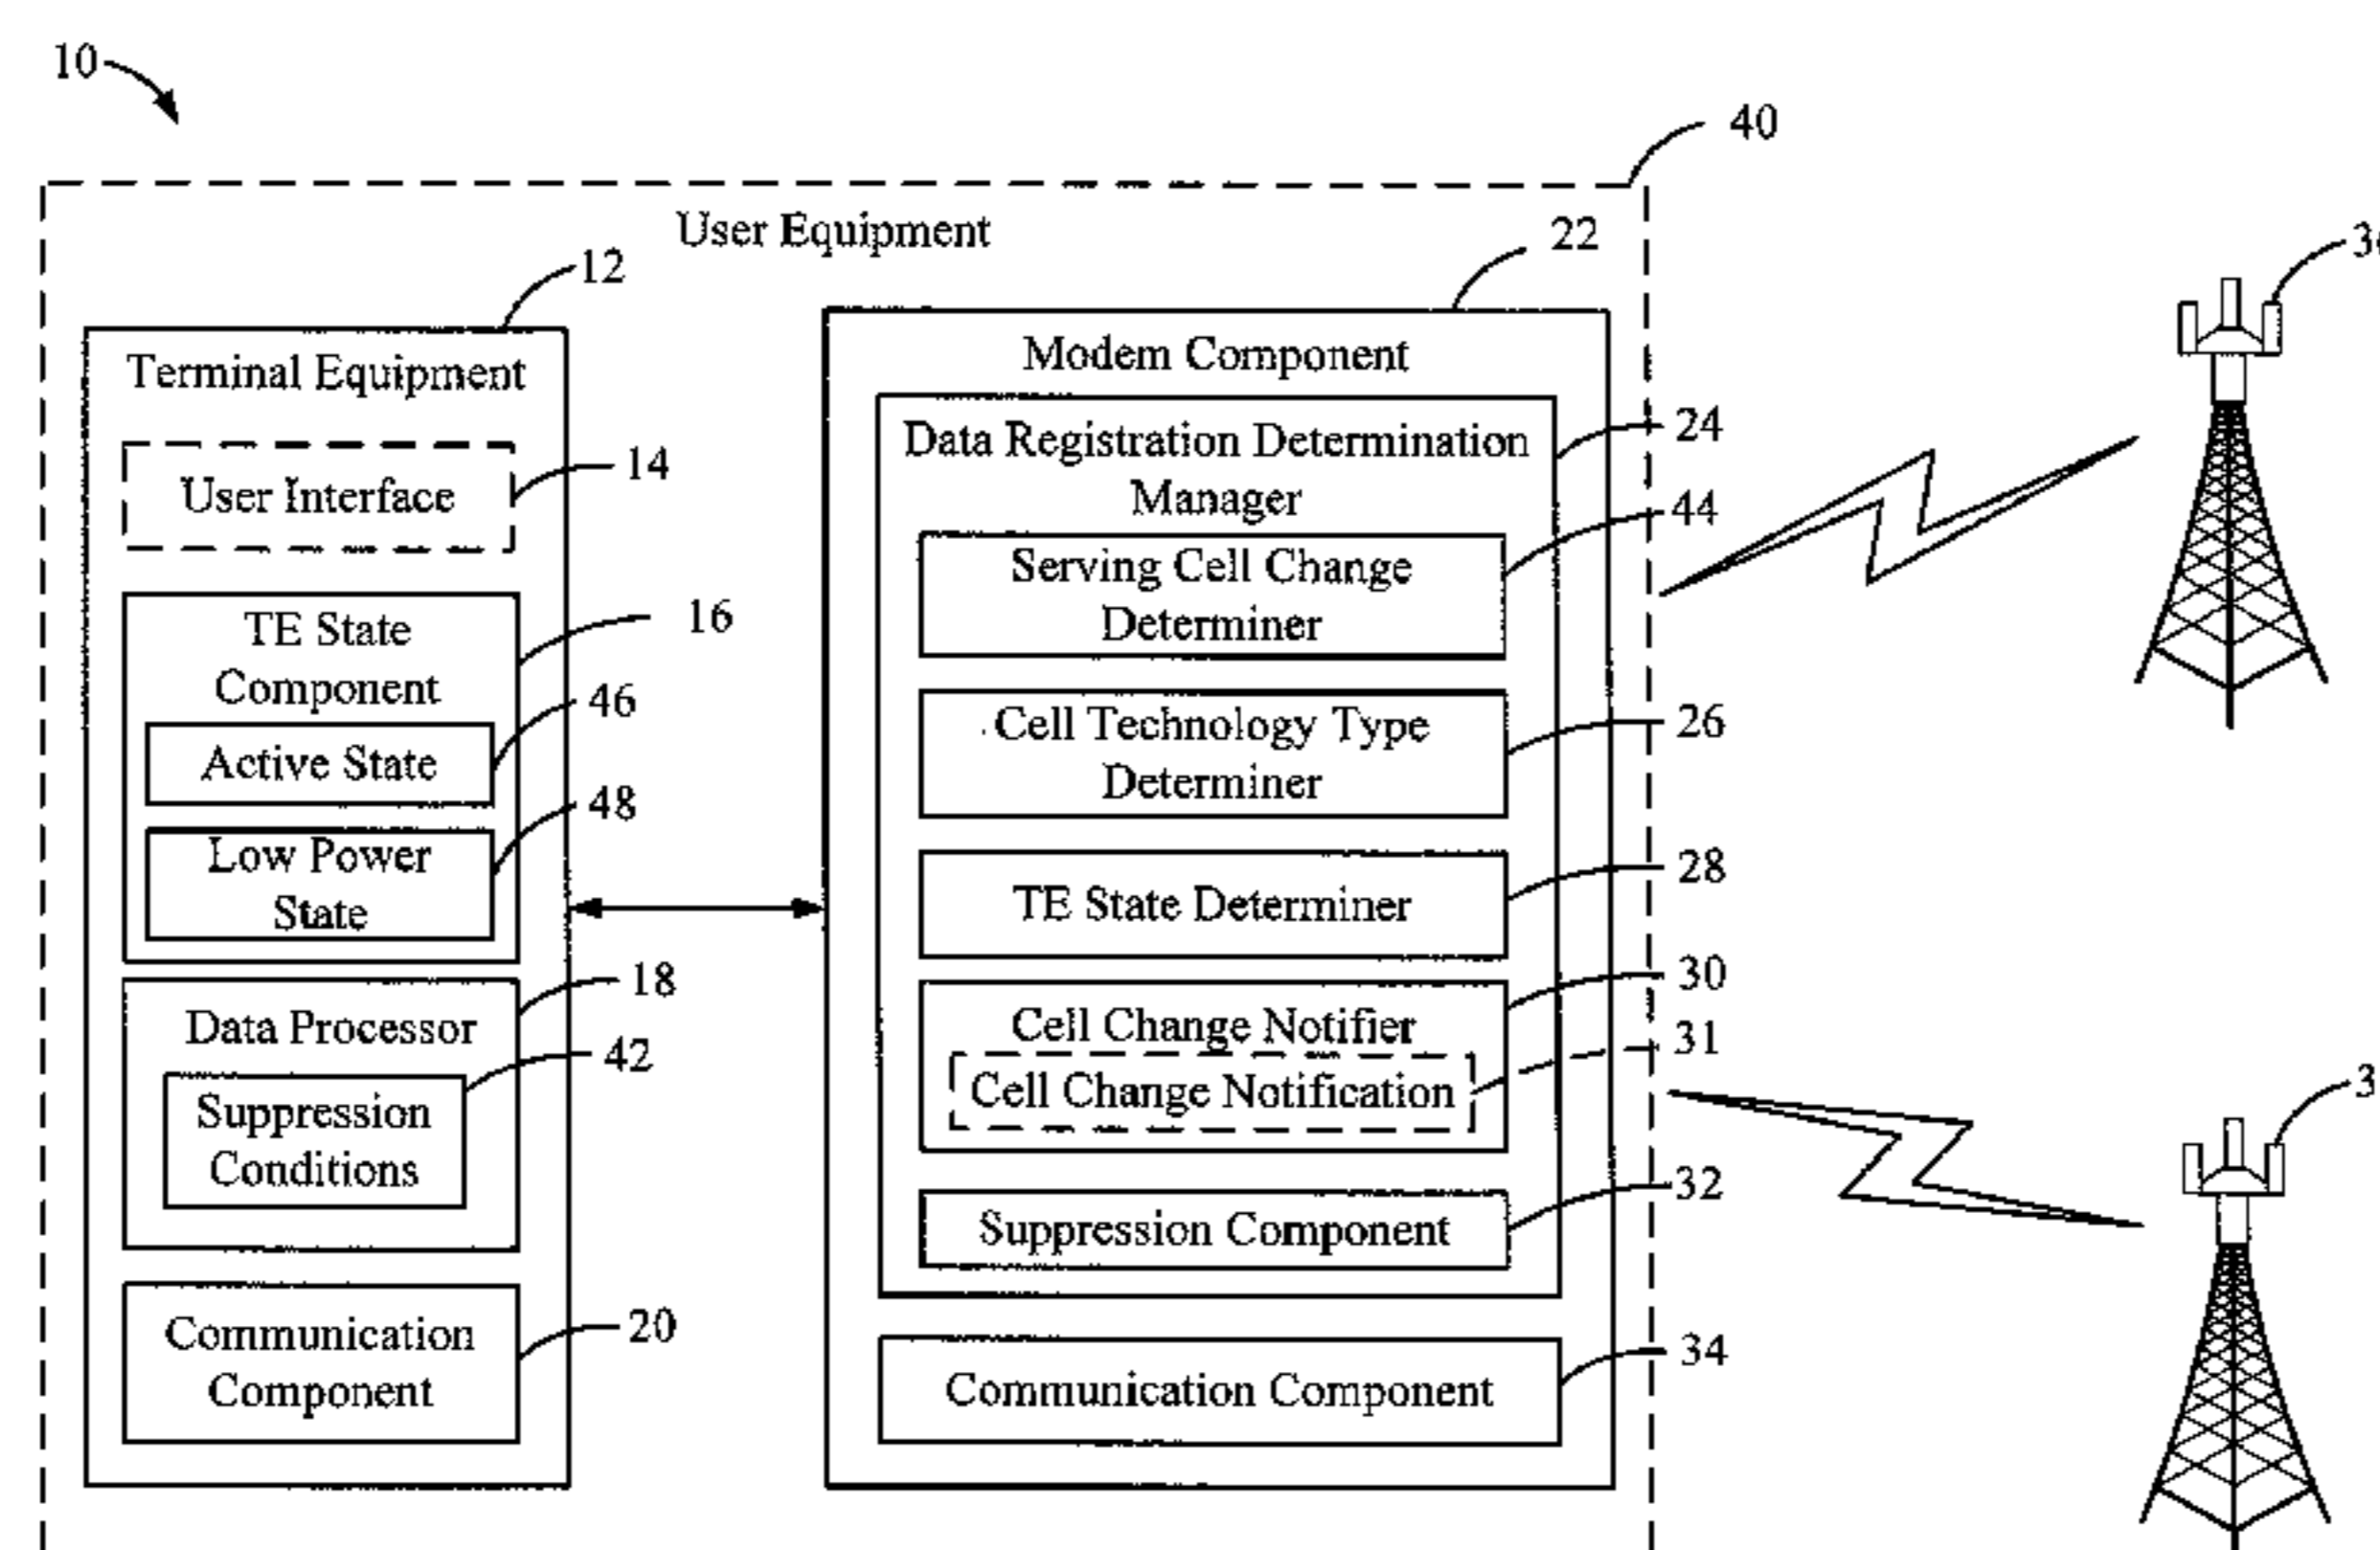 10
40
User Equipment
22
12
Terminal Equipment
14
User Interface
16
TE State
Component
46
Active State
48
Low Power
State
18
Data Processor
42
Suppression
Conditions
20
Communication
Component
Modem Component
24
Data Registration Determination
Manager
44
Serving Cell Change
Determiner
26
Cell Technology Type
Determiner
28
TE State Determiner
30
Cell Change Notifier
31
Cell Change Notification
32
Suppression Component
34
Communication Component